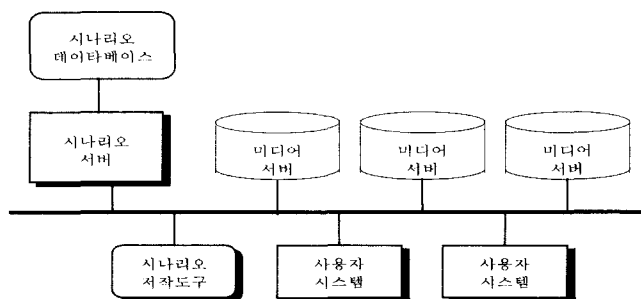 시나리오
데이타베이스
시나리오
서버
미디어
서버
미디어
서버
미디어
서버
시나리오
저작도구
사용자
시스템
사용자
시스템